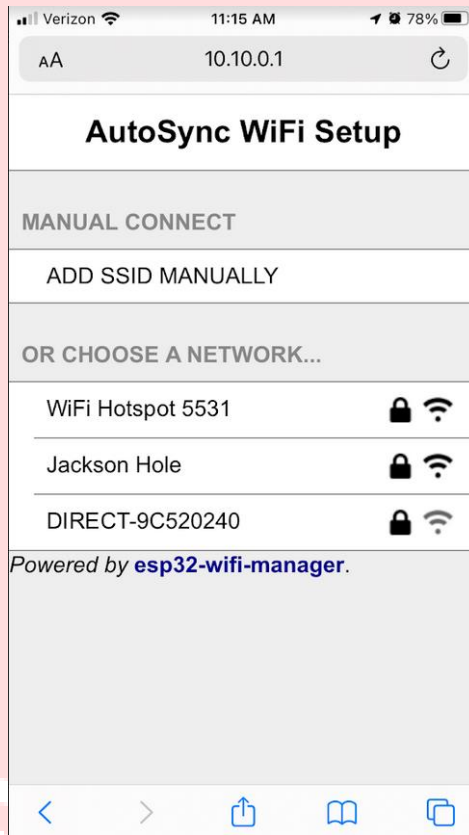 Verizon 11:15 AM 78%
AA 10.10.0.1
AutoSync WiFi Setup
MANUAL CONNECT
ADD SSID MANUALLY
OR CHOOSE A NETWORK...
WiFi Hotspot 5531
Jackson Hole
DIRECT-9C520240
Powered by esp32-wifi-manager.